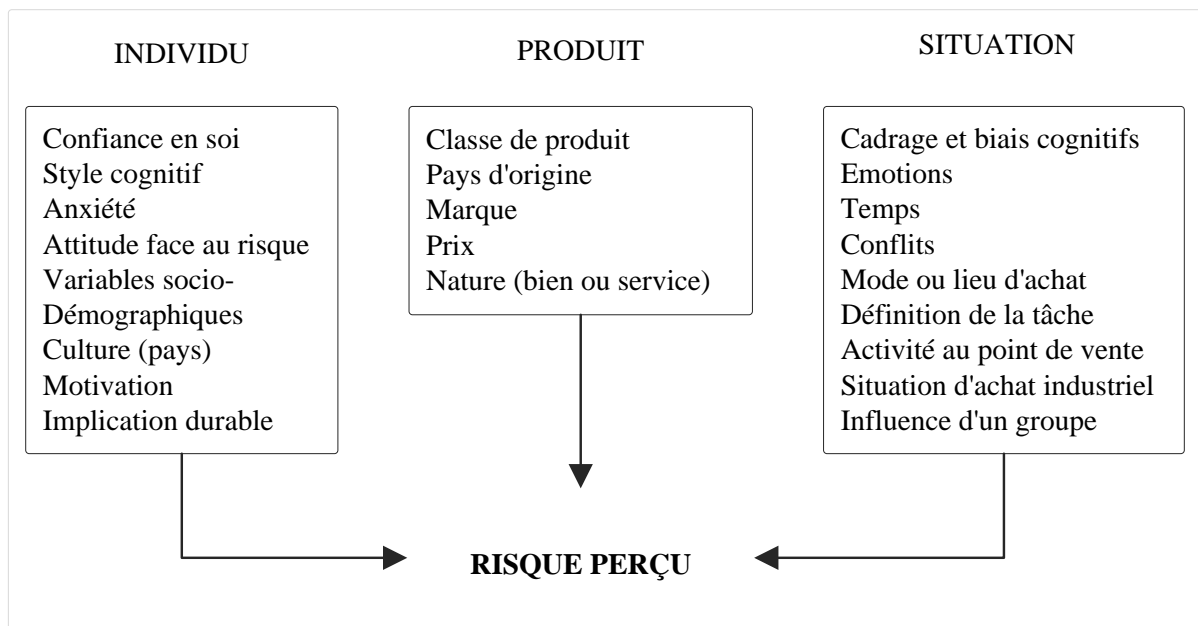 INDIVIDU
Confiance en soi
Style cognitif
Anxiété
Attitude face au risque
Variables socio-
Démographiques
Culture (pays)
Motivation
Implication durable
PRODUIT
Classe de produit
Pays d'origine
Marque
Prix
Nature (bien ou service)
SITUATION
Cadrage et biais cognitifs
Emotions
Temps
Conflits
Mode ou lieu d'achat
Définition de la tâche
Activité au point de vente
Situation d'achat industriel
Influence d'un groupe
RISQUE PERÇU